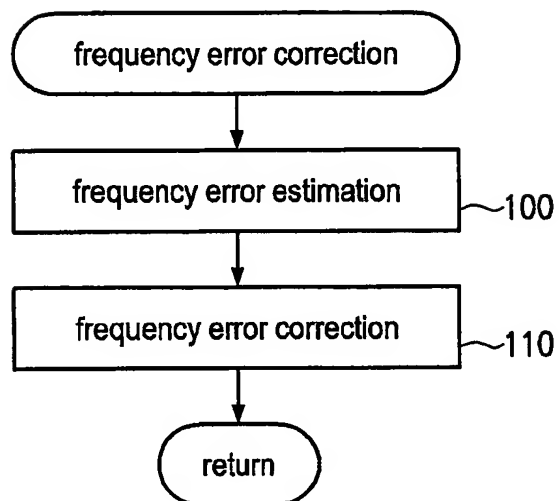 frequency error correction
frequency error estimation
100
frequency error correction
110
return